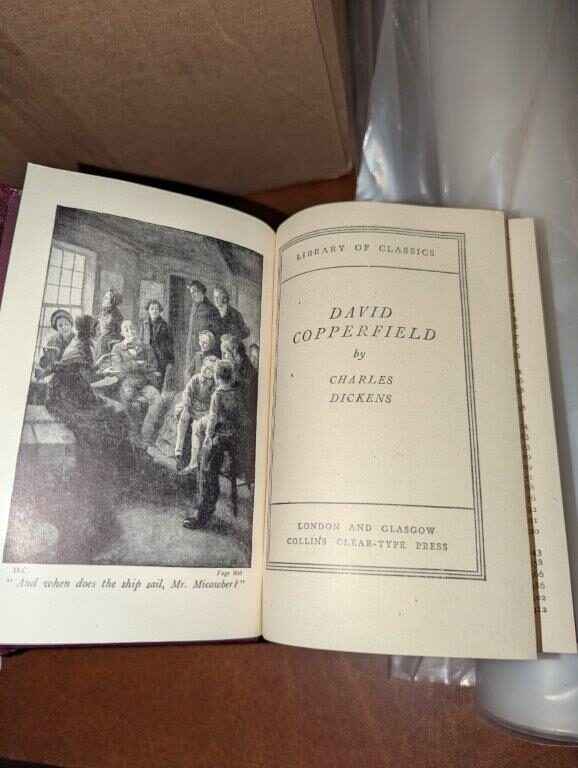 D.C.
Page 800
"And when does the ship sail, Mr. Micawber?"
LIBRARY OF CLASSICS
DAVID
COPPERFIELD
by
CHARLES
DICKENS
LONDON AND GLASGOW
COLLINS CLEAR-TYPE PRESS